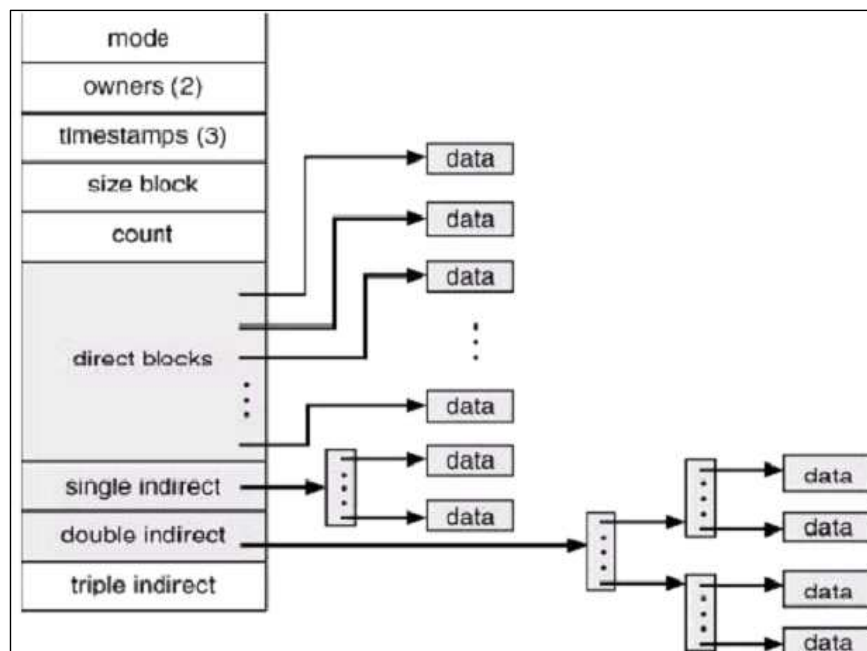 mode
owners (2)
timestamps (3)
size block
count
direct blocks
single indirect
double indirect
triple indirect
data
data
data
data
data
data
data
data
data
data